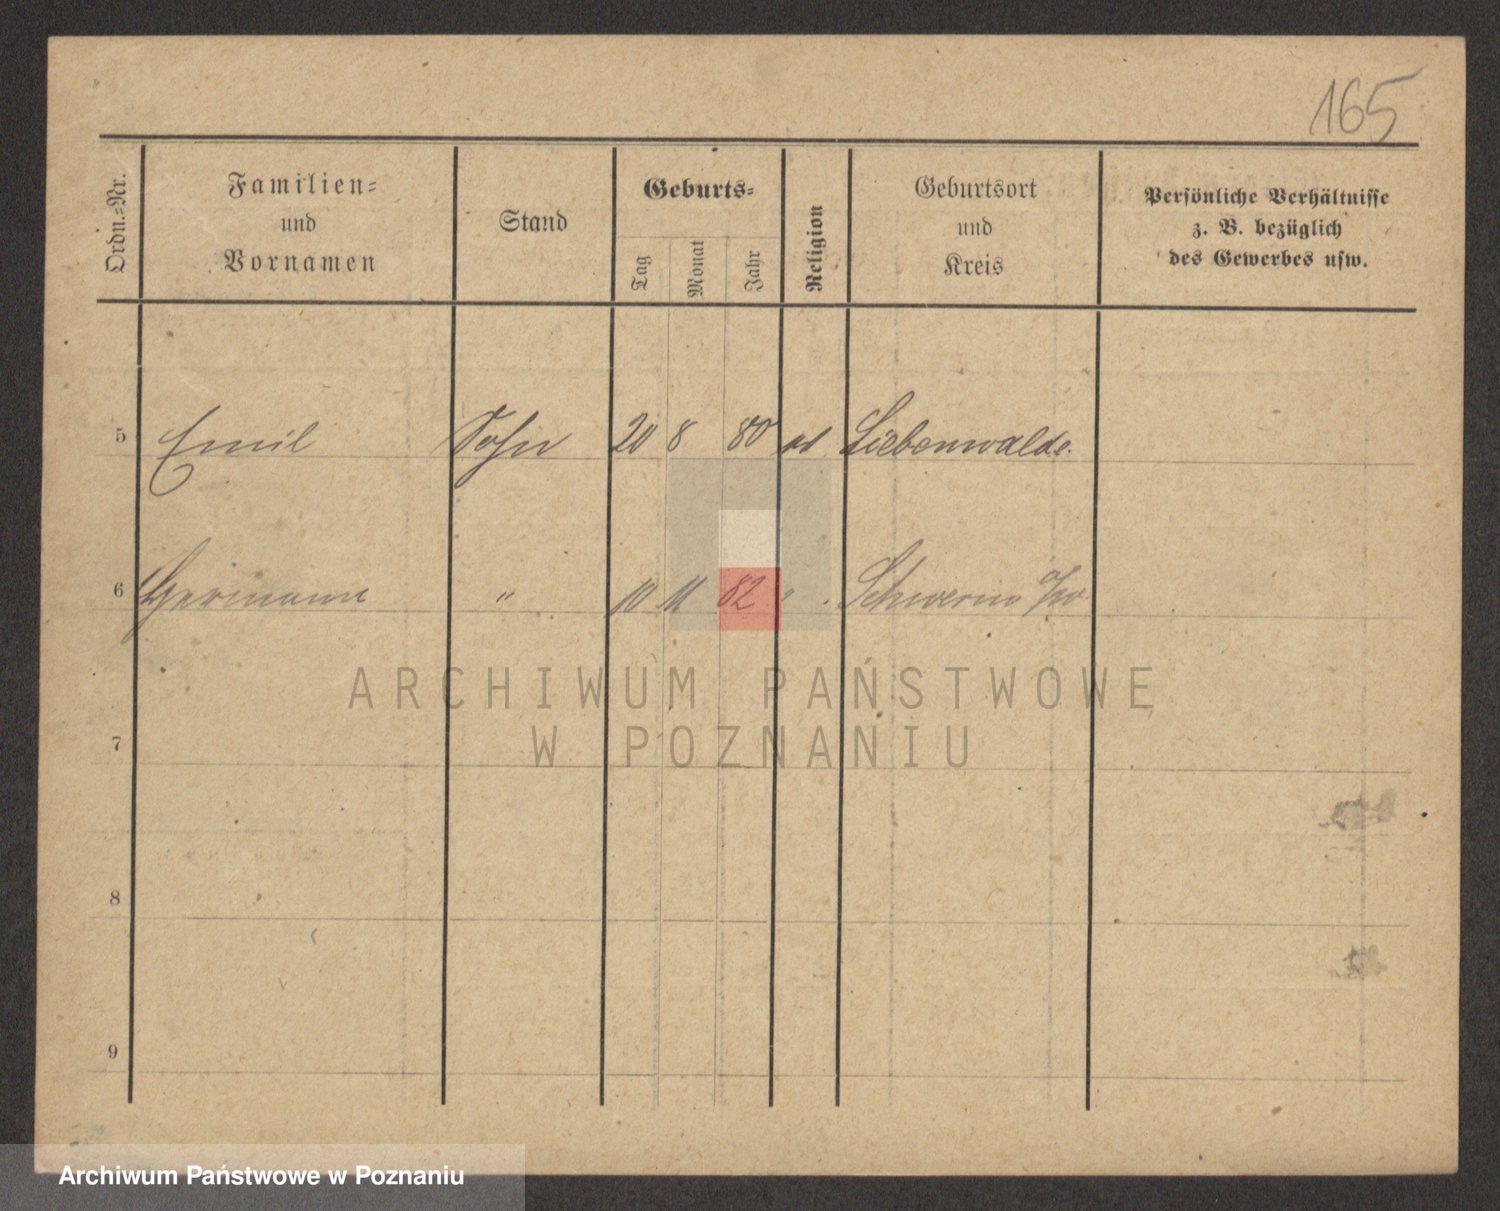 165
Ordn.=Nr.
Familien=
und
Vornamen
Stand
Geburts=
Tag
Monat
Jahr
Religion
Geburtsort
und
Kreis
Persönliche Verhältnisse
z. B. bezüglich
des Gewerbes usw.
5 Emil Sohn 20 8 80 Liebenwalde.
6 Hermann " 10 11 82 " Schwerin
7
8
9
ARCHIWUM PAŃSTWOWE
W POZNANIU
Archiwum Państwowe w Poznaniu